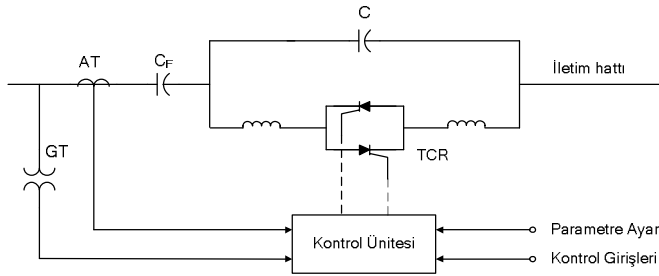 C
AT
CF
İletim hattı
GT
TCR
Kontrol Ünitesi
Parametre Ayar
Kontrol Girişleri